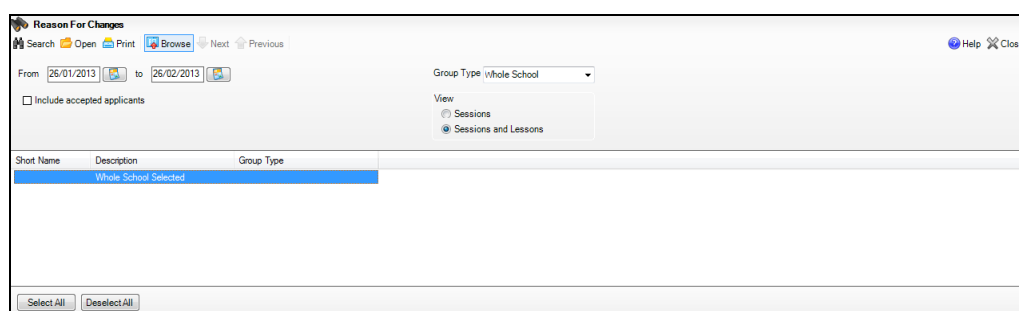 Reason For Changes
Search Open Print Browse Next Previous Help Clos
From 26/01/2013 to 26/02/2013 Group Type Whole School
Include accepted applicants View
Sessions
Sessions and Lessons
Short Name Description Group Type
Whole School Selected
Select All Deselect All